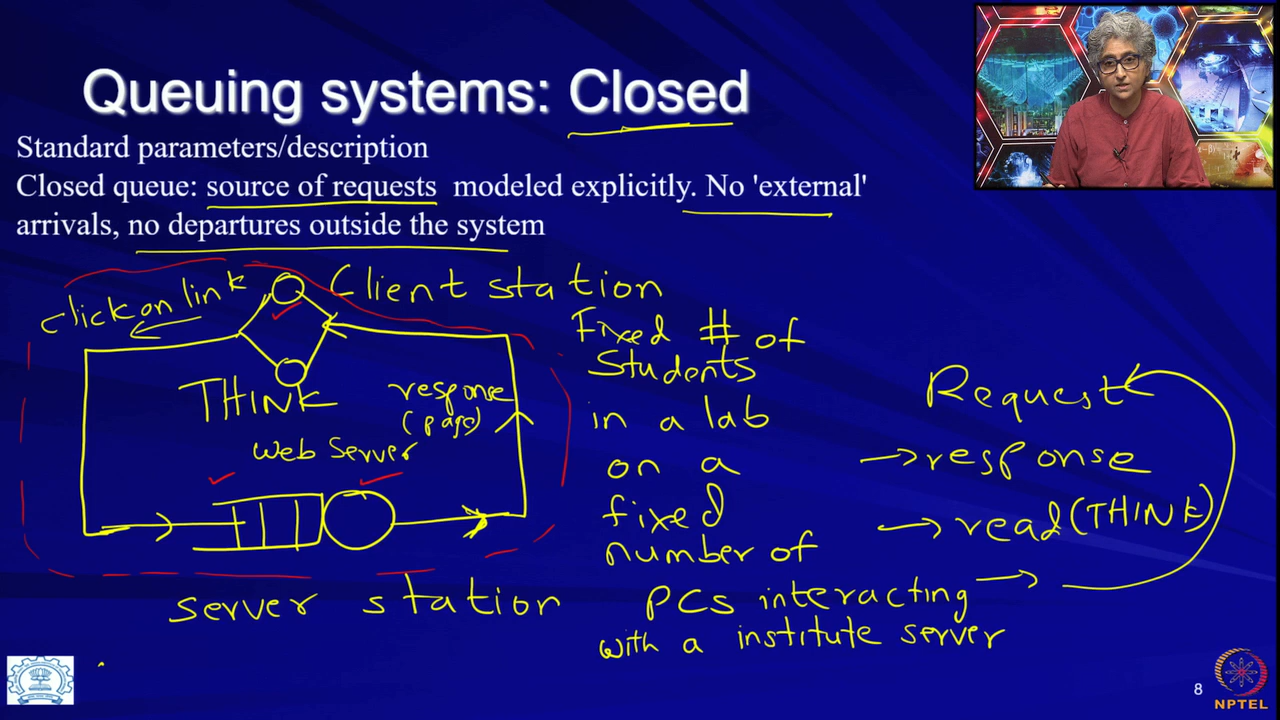 Queuing systems: Closed
Standard parameters/description
Closed queue: source of requests modeled explicitly. No 'external'
arrivals, no departures outside the system
click on link
Client station
THINK
response
(page)
Web Server
server station
Fixed # of
Students
in a lab
on a
fixed
number of
PCs interacting
with a institute server
Request
→response
→read(THINK)
→
8
NPTEL